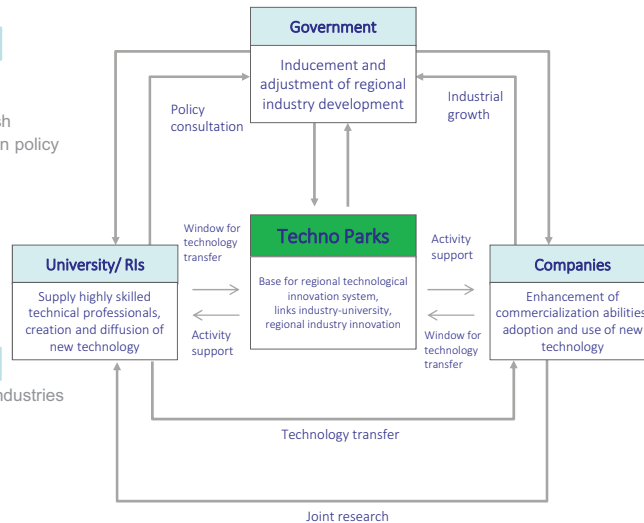 Government
Inducement and
adjustment of regional
industry development
Policy
consultation
Industrial
growth
n policy
Window for
technology
transfer
Techno Parks
Activity
support
University/ RIs
Supply highly skilled
technical professionals,
creation and diffusion of
new technology
Base for regional technological
innovation system,
links industry-university,
regional industry innovation
Companies
Enhancement of
commercialization abilities
adoption and use of new
technology
Activity
support
Window for
technology
transfer
ndustries
Technology transfer
Joint research